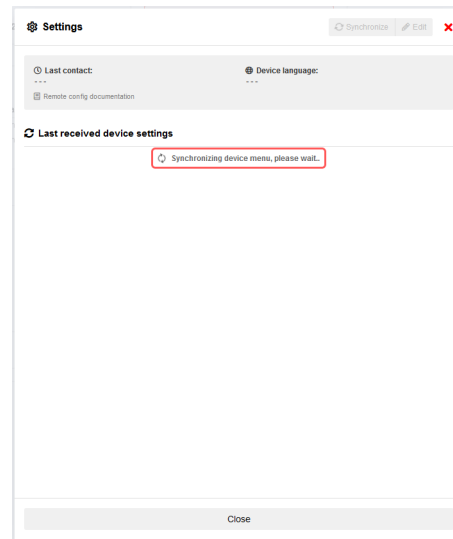 Settings
Synchronize
Edit
Last contact:
Device language:
---
---
Remote config documentation
Last received device settings
Synchronizing device menu, please wait..
Close